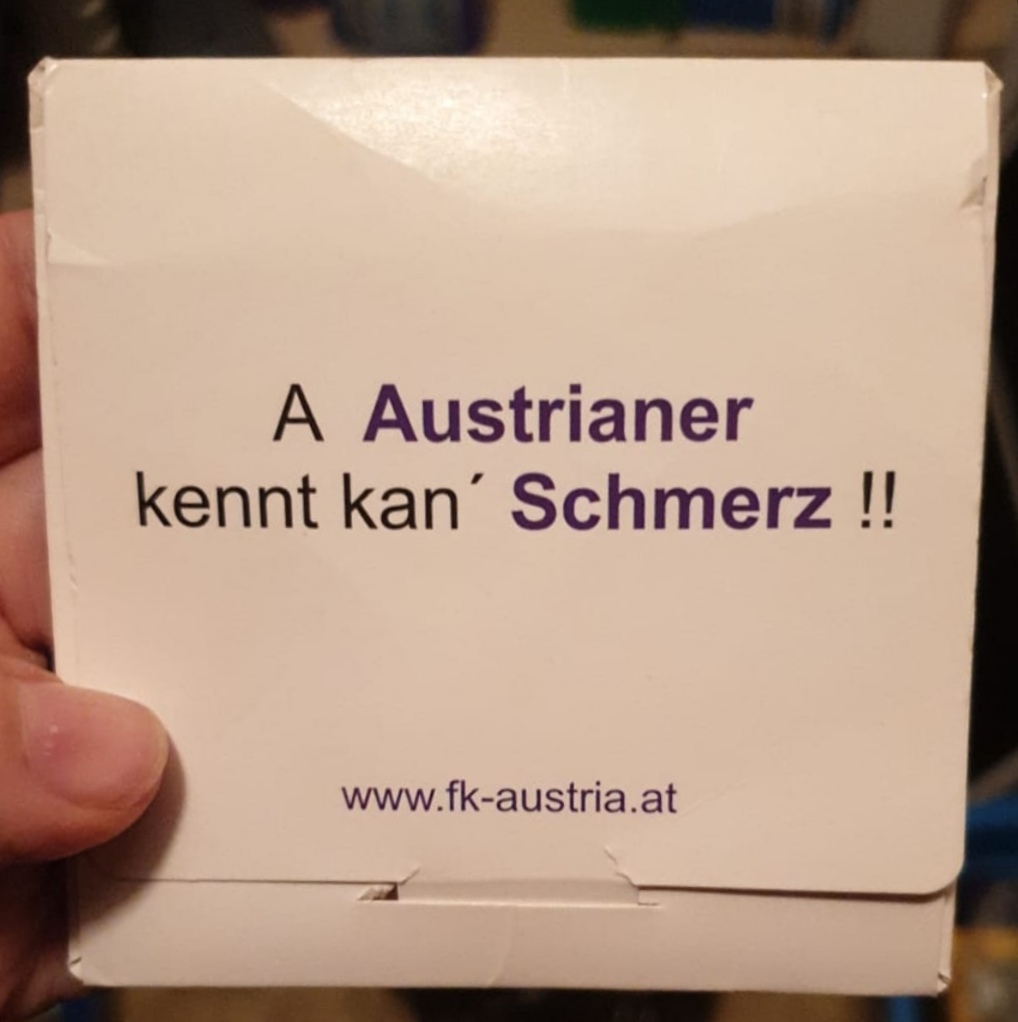 A Austrianer
kennt kan´ Schmerz !!
www.fk-austria.at